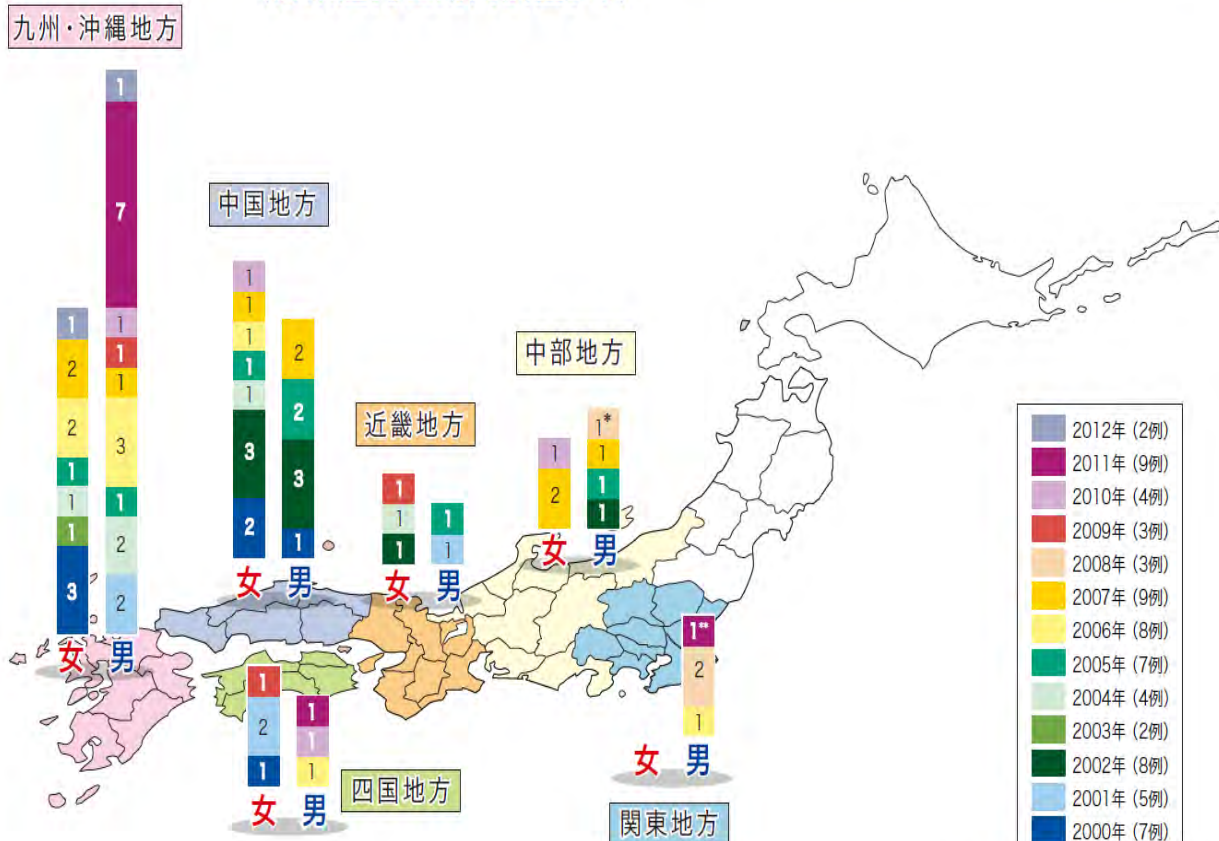 九州・沖縄地方
1
7
1
1
1
3
1
2
2
男
1
2
2
1
1
1
3
女
中国地方
1
1
1
1
1
3
2
女
2
2
3
1
男
近畿地方
1
1
1
女
1
1
男
中部地方
1
2
女
1*
1
1
1
男
四国地方
1
2
1
女
1
1
1
男
関東地方
女
1**
2
1
男
2012年 (2例)
2011年 (9例)
2010年 (4例)
2009年 (3例)
2008年 (3例)
2007年 (9例)
2006年 (8例)
2005年 (7例)
2004年 (4例)
2003年 (2例)
2002年 (8例)
2001年 (5例)
2000年 (7例)